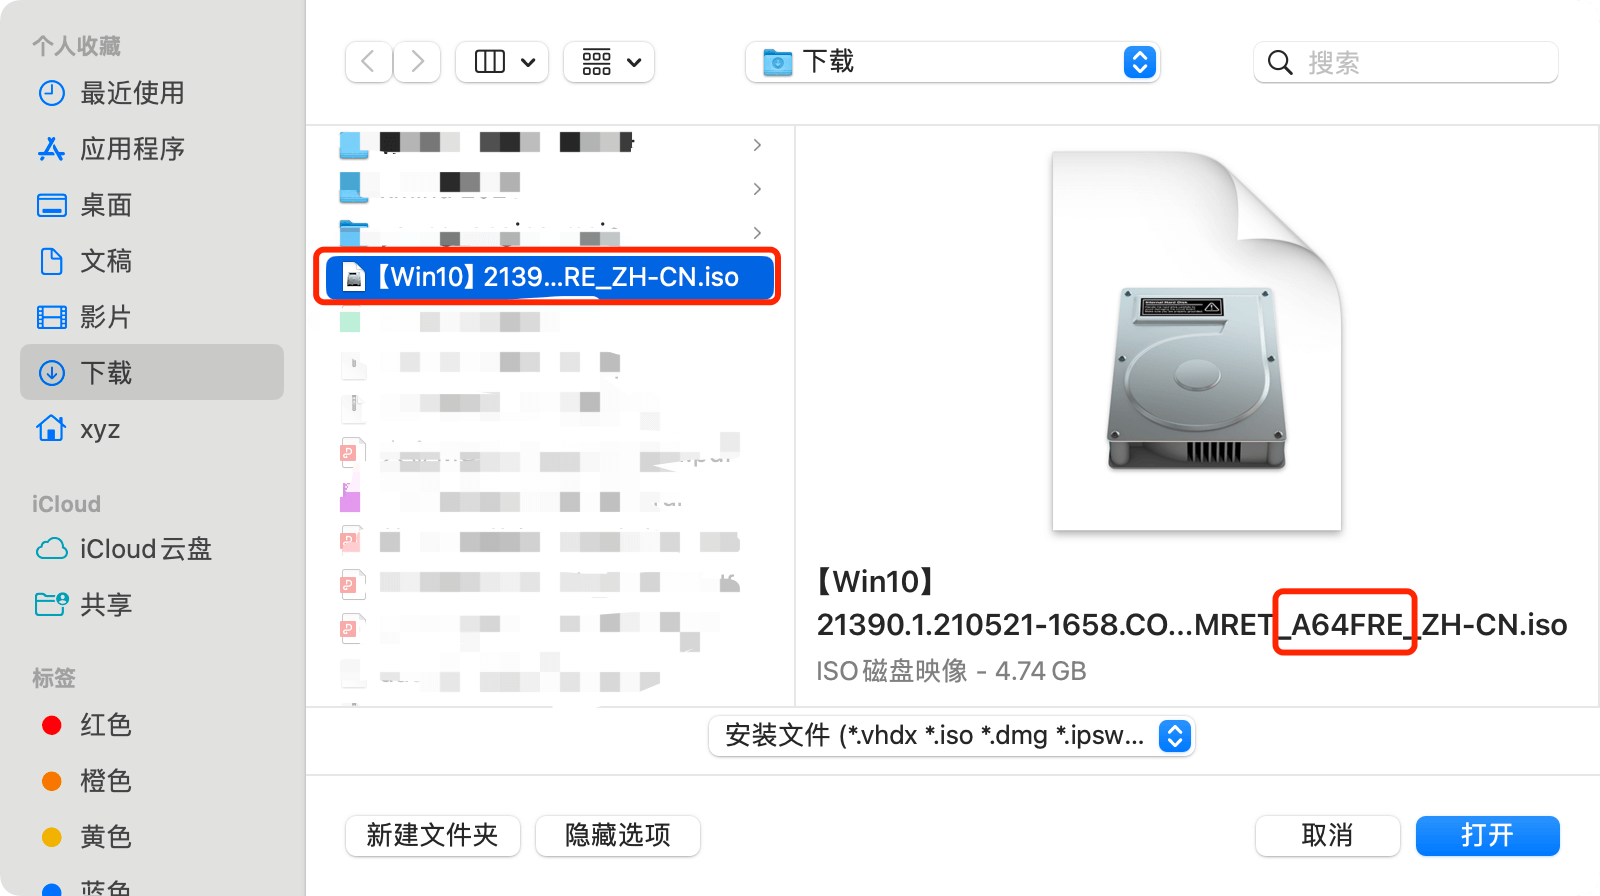 个人收藏
最近使用
应用程序
桌面
文稿
影片
下载
xyz
iCloud
iCloud云盘
共享
标签
红色
橙色
黄色
蓝色
下载
搜索
【Win10】2139...RE_ZH-CN.iso
【Win10】
21390.1.210521-1658.CO...MRET_A64FRE_ZH-CN.iso
ISO磁盘映像 - 4.74 GB
安装文件 (*.vhdx *.iso *.dmg *.ipsw...
新建文件夹
隐藏选项
取消
打开